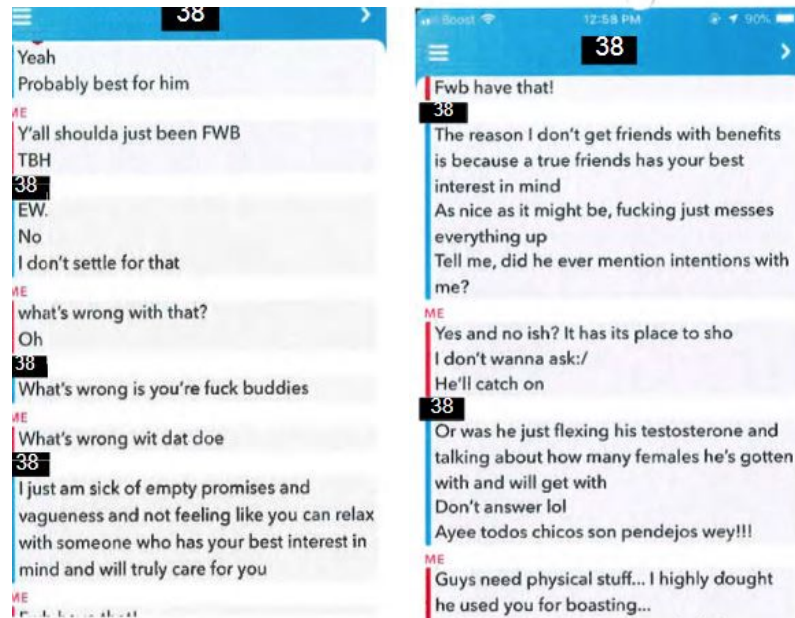 38
Yeah
Probably best for him
ME
Y'all shoulda just been FWB
TBH
38
EW.
No
I don't settle for that
ME
what's wrong with that?
Oh
38
What's wrong is you're fuck buddies
ME
What's wrong wit dat doe
38
I just am sick of empty promises and
vagueness and not feeling like you can relax
with someone who has your best interest in
mind and will truly care for you
ME
Fwb have that!
Boost 12:58 PM 90%
38
Fwb have that!
38
The reason I don't get friends with benefits
is because a true friends has your best
interest in mind
As nice as it might be, fucking just messes
everything up
Tell me, did he ever mention intentions with
me?
ME
Yes and no ish? It has its place to sho
I don't wanna ask:/
He'll catch on
38
Or was he just flexing his testosterone and
talking about how many females he's gotten
with and will get with
Don't answer lol
Ayee todos chicos son pendejos wey!!!
ME
Guys need physical stuff... I highly dought
he used you for boasting...